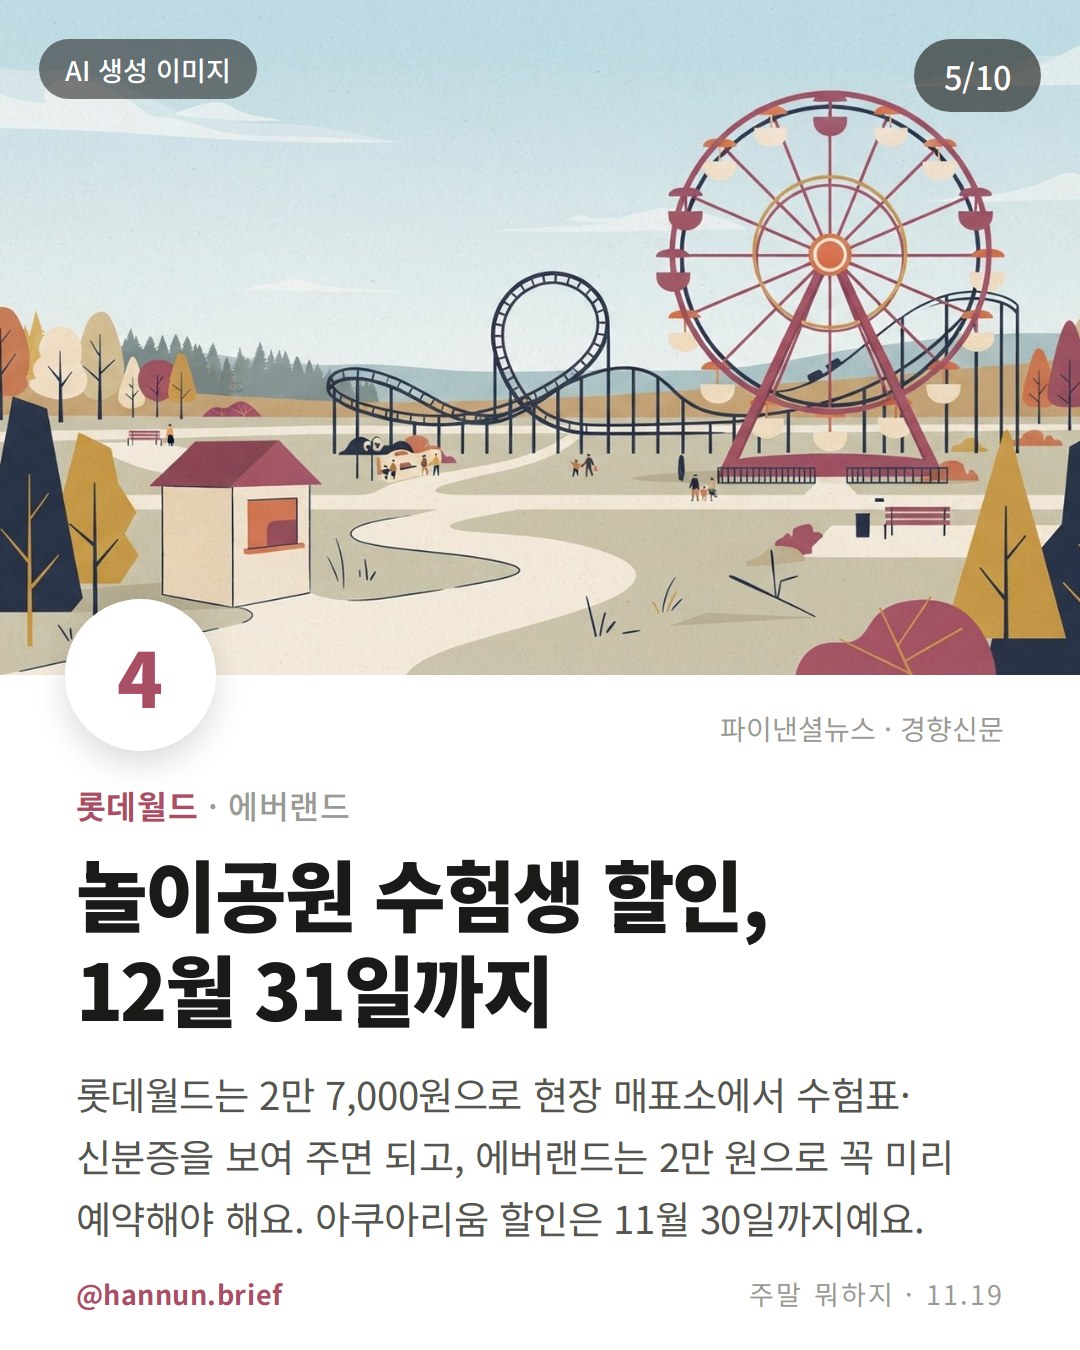 AI 생성 이미지
5/10
4
파이낸셜뉴스 · 경향신문
롯데월드 · 에버랜드
놀이공원 수험생 할인,
12월 31일까지
롯데월드는 2만 7,000원으로 현장 매표소에서 수험표·
신분증을 보여 주면 되고, 에버랜드는 2만 원으로 꼭 미리
예약해야 해요. 아쿠아리움 할인은 11월 30일까지예요.
@hannun.brief
주말 뭐하지 · 11.19